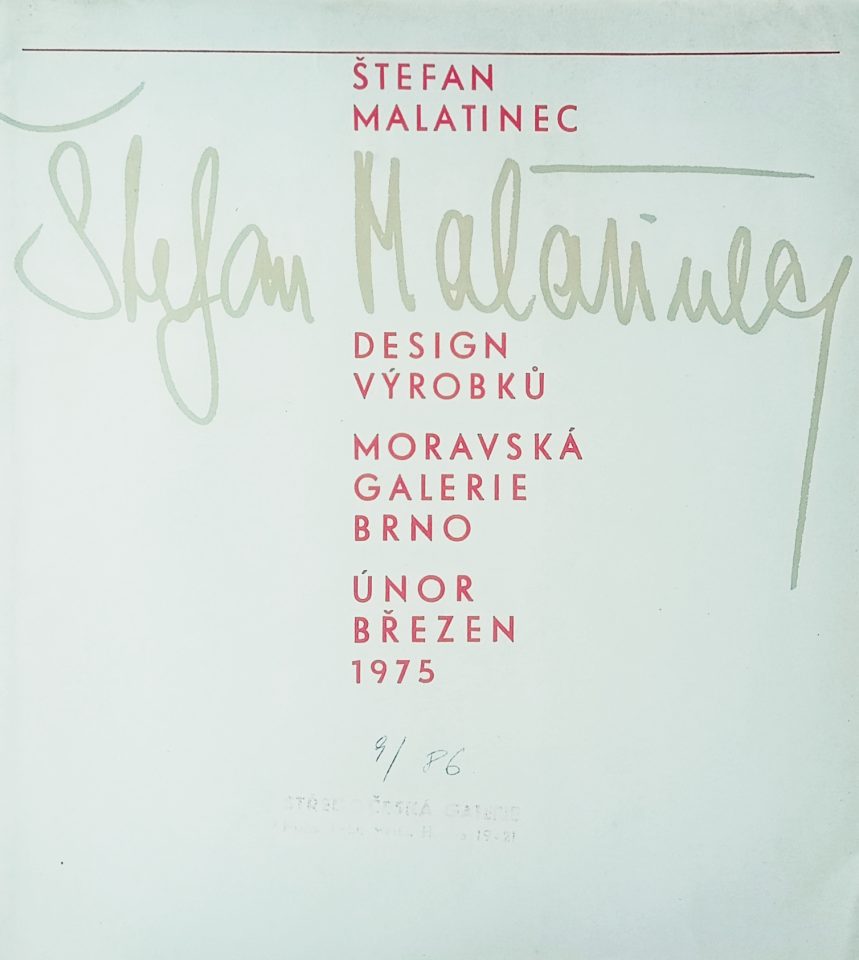 ŠTEFAN
MALATINEC
Štefan Malatinec
DESIGN
VÝROBKŮ
MORAVSKÁ
GALERIE
BRNO
ÚNOR
BŘEZEN
1975
9/ 86